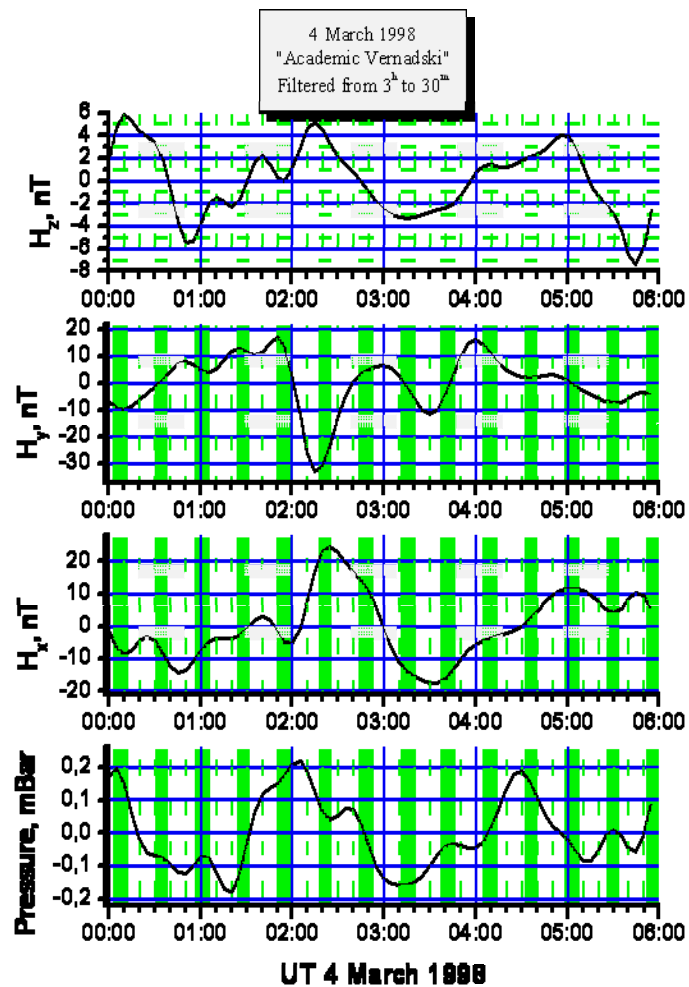 4 March 1998
"Academic Vernadski"
Filtered from 3h to 30m
6
4
2
0
-2
-4
-6
-8
Hz, nT
00:00 01:00 02:00 03:00 04:00 05:00 06:00
20
10
0
-10
-20
-30
Hy, nT
00:00 01:00 02:00 03:00 04:00 05:00 06:00
20
10
0
-10
-20
Hx, nT
00:00 01:00 02:00 03:00 04:00 05:00 06:00
0,2
0,1
0,0
-0,1
-0,2
Pressure, mBar
00:00 01:00 02:00 03:00 04:00 05:00 06:00
UT 4 March 1998